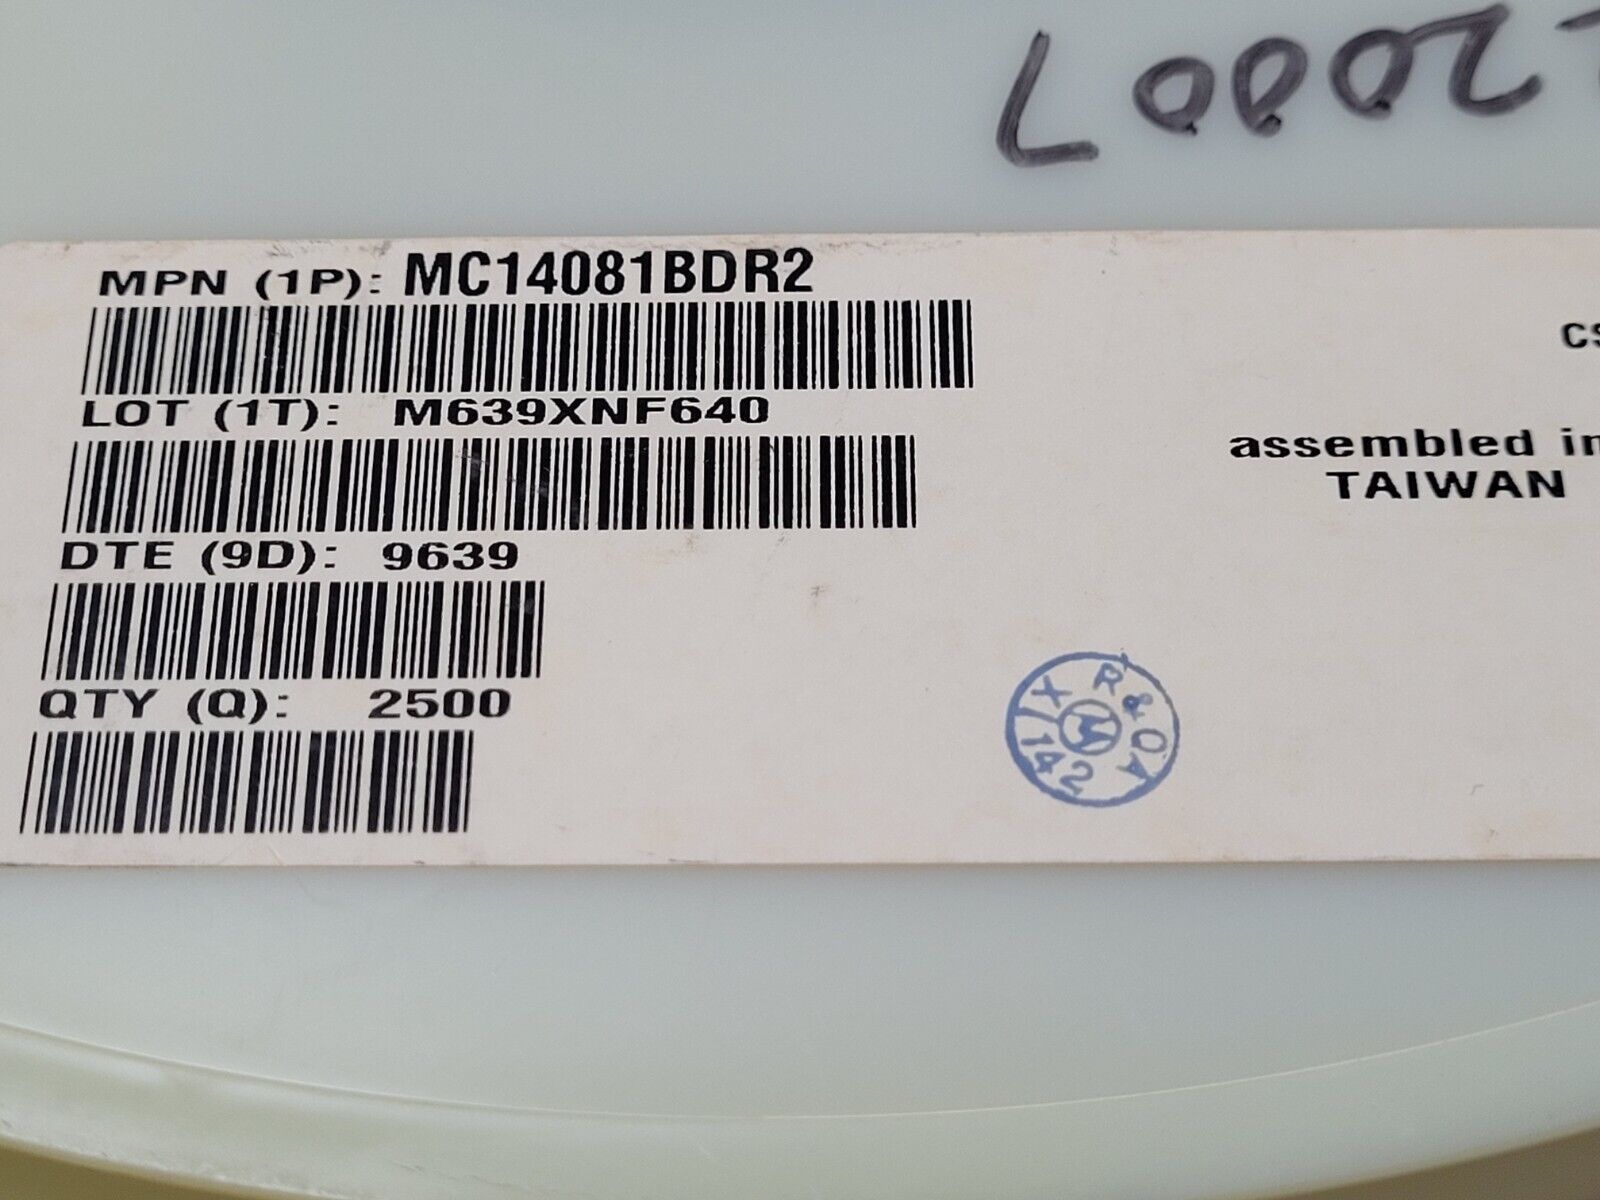 MPN (1P): MC14081BDR2
LOT (1T): M639XNF640
assembled in
TAIWAN
DTE (9D): 9639
QTY (Q): 2500
R&QA
X
142